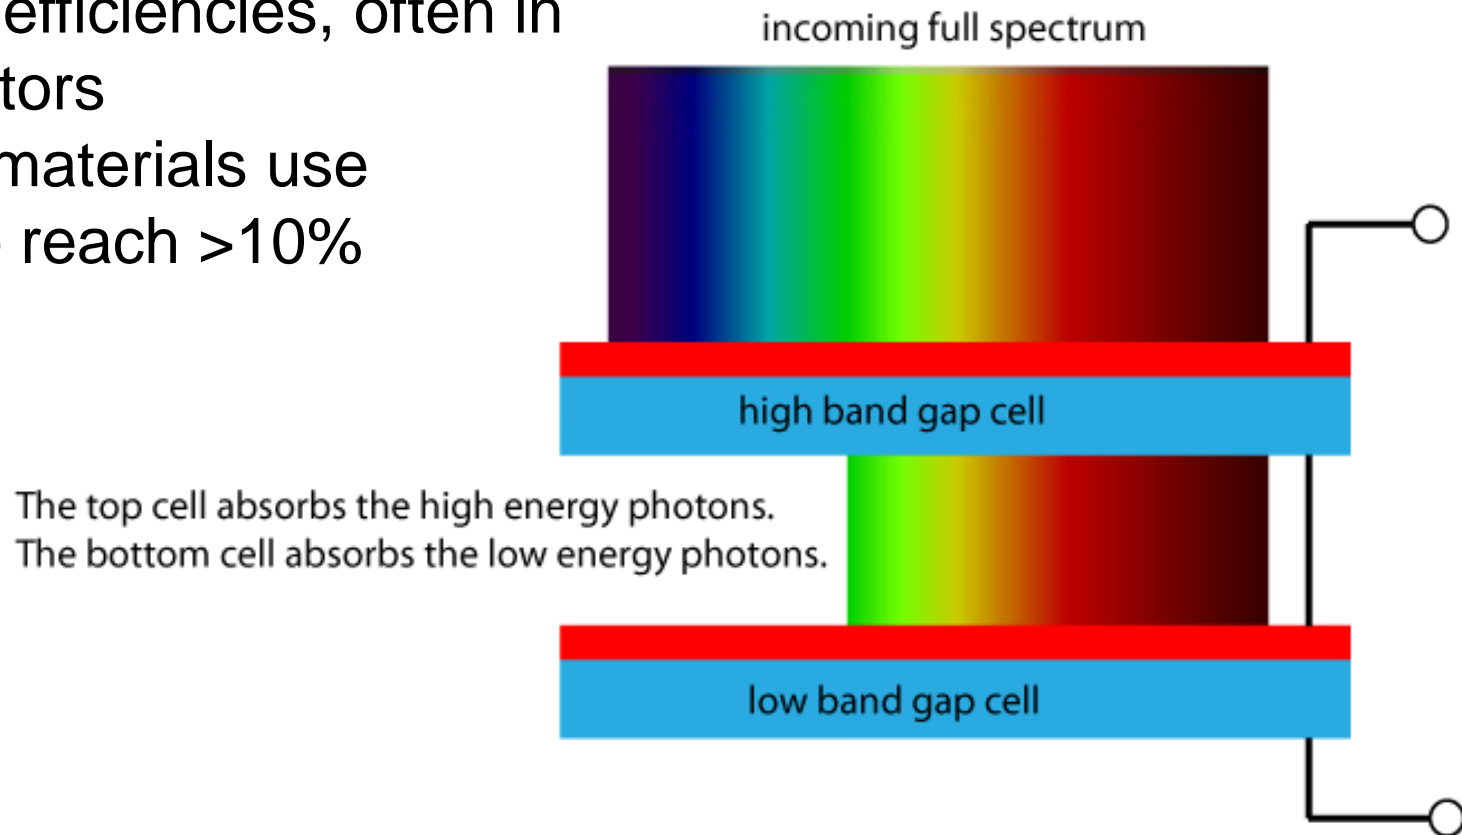 efficiencies, often in
tors
materials use
reach >10%
incoming full spectrum
high band gap cell
The top cell absorbs the high energy photons.
The bottom cell absorbs the low energy photons.
low band gap cell